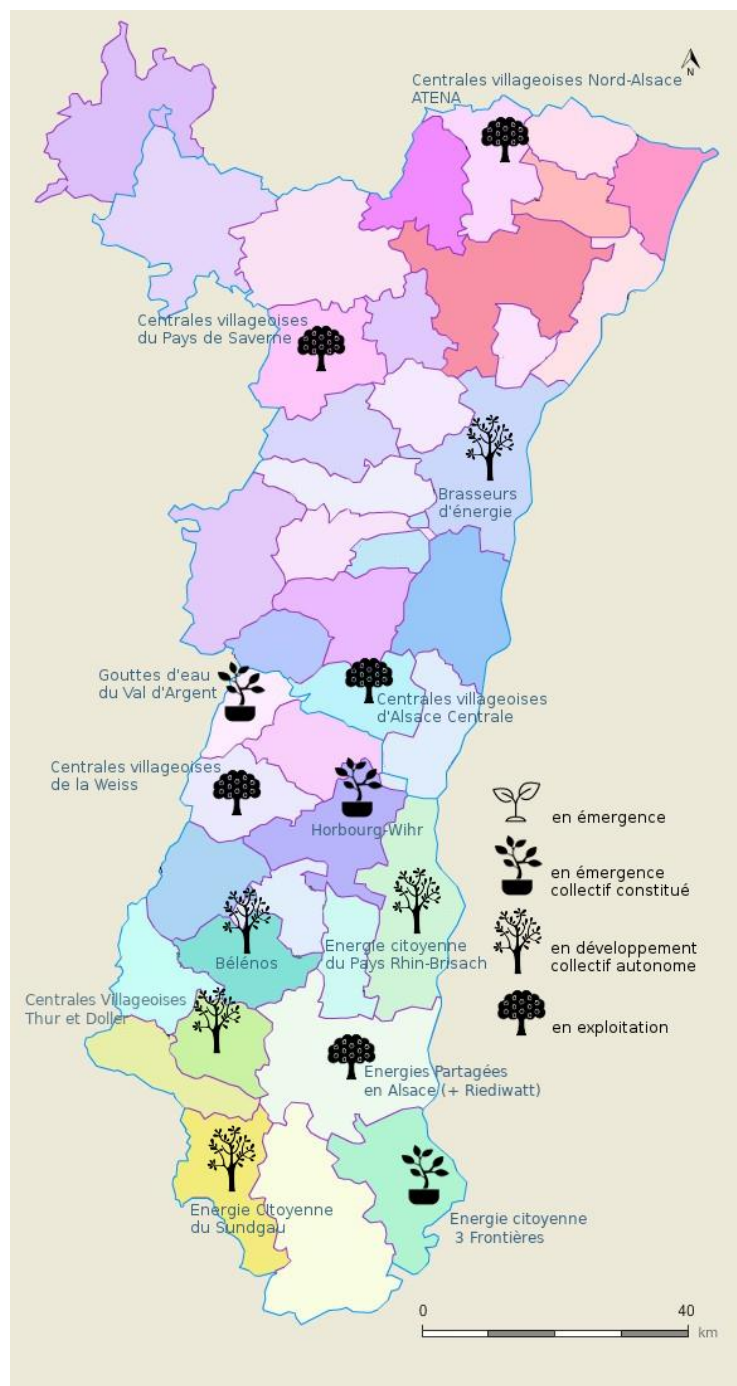 N
Centrales villageoises Nord-Alsace
ATENA
Centrales villageoises
du Pays de Saverne
Brasseurs
d'énergie
Gouttes d'eau
du Val d'Argent
Centrales villageoises
d'Alsace Centrale
Centrales villageoises
de la Weiss
Horbourg-Wihr
en émergence
en émergence
collectif constitué
en développement
collectif autonome
en exploitation
Energie citoyenne
du Pays Rhin-Brisach
Bélénos
Centrales Villageoises
Thur et Doller
Energies Partagées
en Alsace (+ Riediwatt)
Energie Citoyenne
du Sundgau
Energie citoyenne
3 Frontières
0 40
km